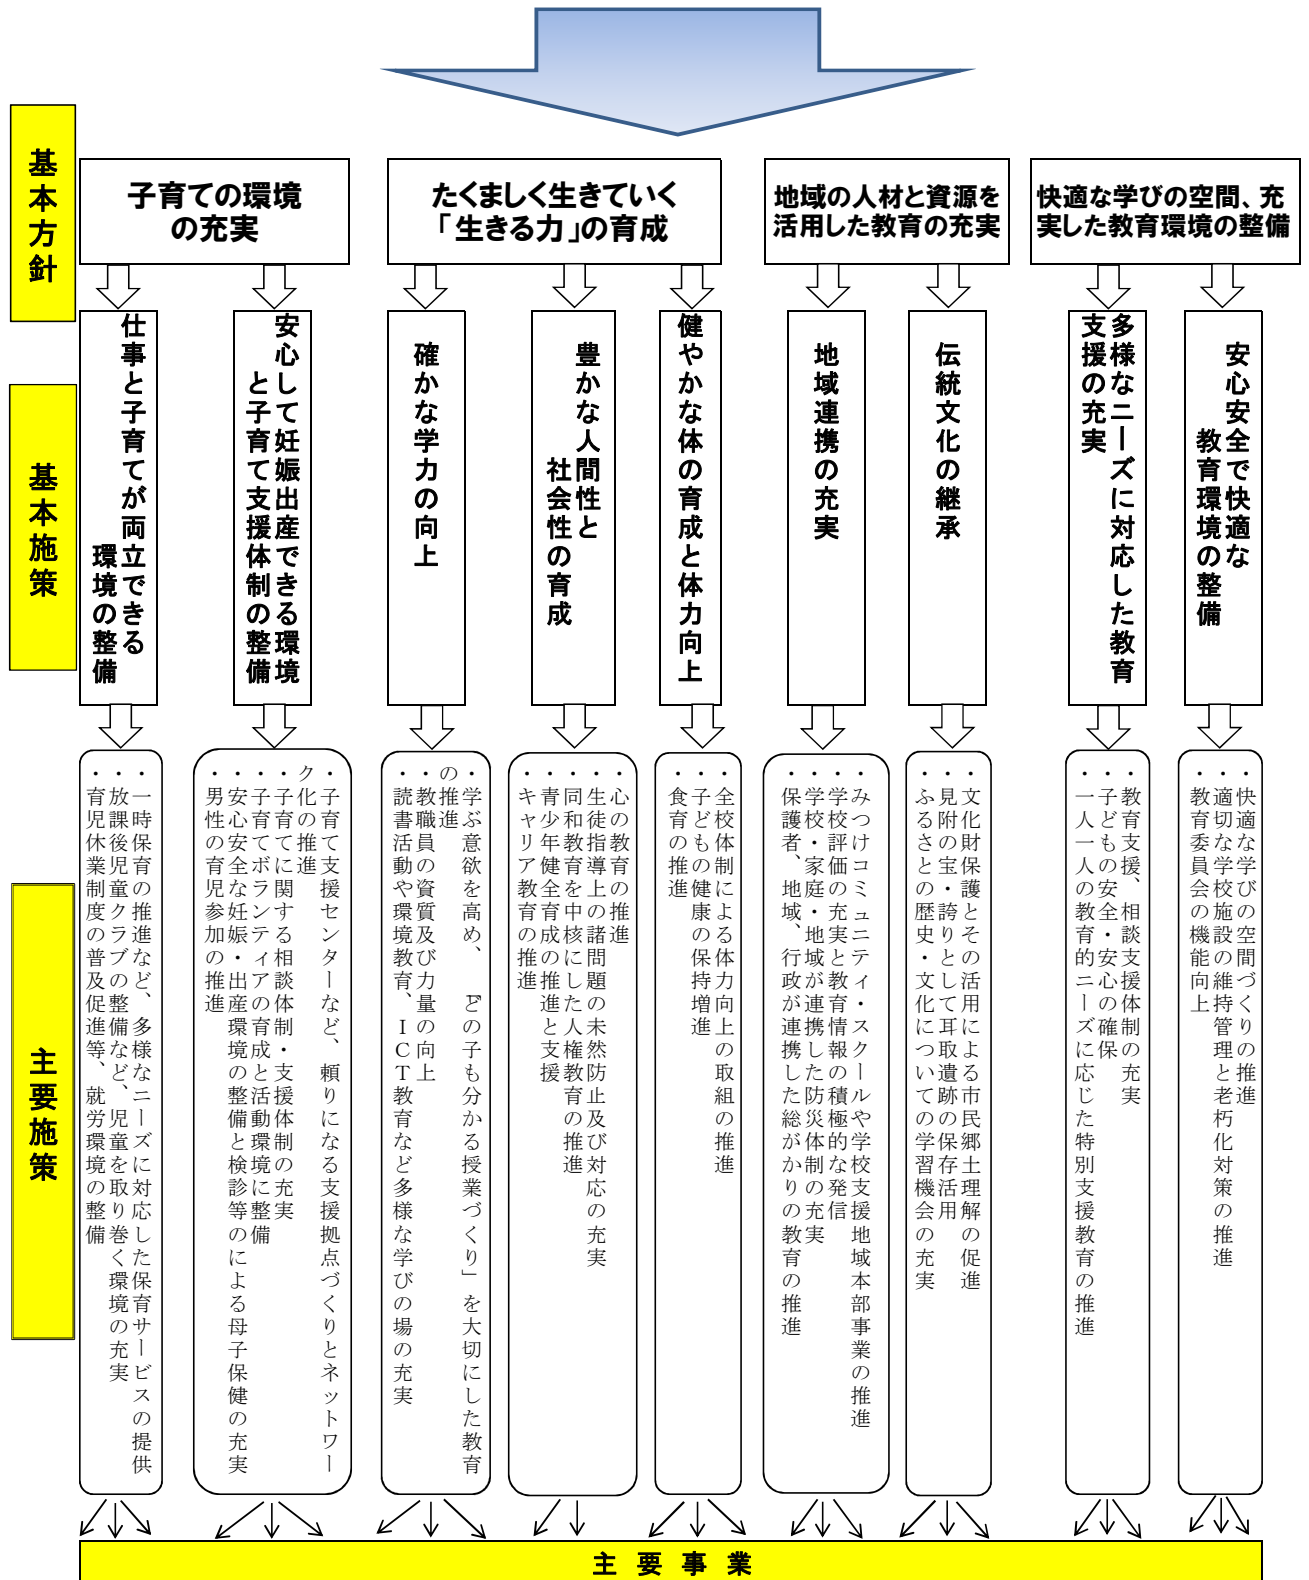 基本方針
子育ての環境
の充実
たくましく生きていく
「生きる力」の育成
地域の人材と資源を
活用した教育の充実
快適な学びの空間、充
実した教育環境の整備
基本施策
仕事と子育てが両立できる
環境の整備
安心して妊娠出産できる環境
と子育て支援体制の整備
確かな学力の向上
豊かな人間性と
社会性の育成
健やかな体の育成と体力向上
地域連携の充実
伝統文化の継承
多様なニーズに対応した教育
支援の充実
安心安全で快適な
教育環境の整備
主要施策
・一時保育の推進など、多様なニーズに対応した保育サービスの提供
・放課後児童クラブの整備など、児童を取り巻く環境の充実
・育児休業制度の普及促進等、就労環境の整備
・子育て支援センターなど、頼りになる支援拠点づくりとネットワー
ク化の推進
・子育てに関する相談体制・支援体制の充実
・子育てボランティアの育成と活動環境に整備
・安心安全な妊娠・出産環境の整備と検診等のによる母子保健の充実
・男性の育児参加の推進
・学ぶ意欲を高め、「どの子も分かる授業づくり」を大切にした教育
の推進
・教職員の資質及び力量の向上
・読書活動や環境教育、ＩＣＴ教育など多様な学びの場の充実
・心の教育の推進
・生徒指導上の諸問題の未然防止及び対応の充実
・同和教育を中核にした人権教育の推進
・青少年健全育成の推進と支援
・キャリア教育の推進
・全校体制による体力向上の取組の推進
・子どもの健康の保持増進
・食育の推進
・みつけコミュニティ・スクールや学校支援地域本部事業の推進
・学校評価の充実と教育情報の積極的な発信
・学校・家庭・地域が連携した防災体制の充実
・保護者、地域、行政が連携した総がかりの教育の推進
・文化財保護とその活用による市民郷土理解の促進
・見附の宝・誇りとして耳取遺跡の保存活用
・ふるさとの歴史・文化についての学習機会の充実
・教育支援、相談支援体制の充実
・子どもの安全・安心の確保
・一人一人の教育的ニーズに応じた特別支援教育の推進
・快適な学びの空間づくりの推進
・適切な学校施設の維持管理と老朽化対策の推進
・教育委員会の機能向上
主要事業